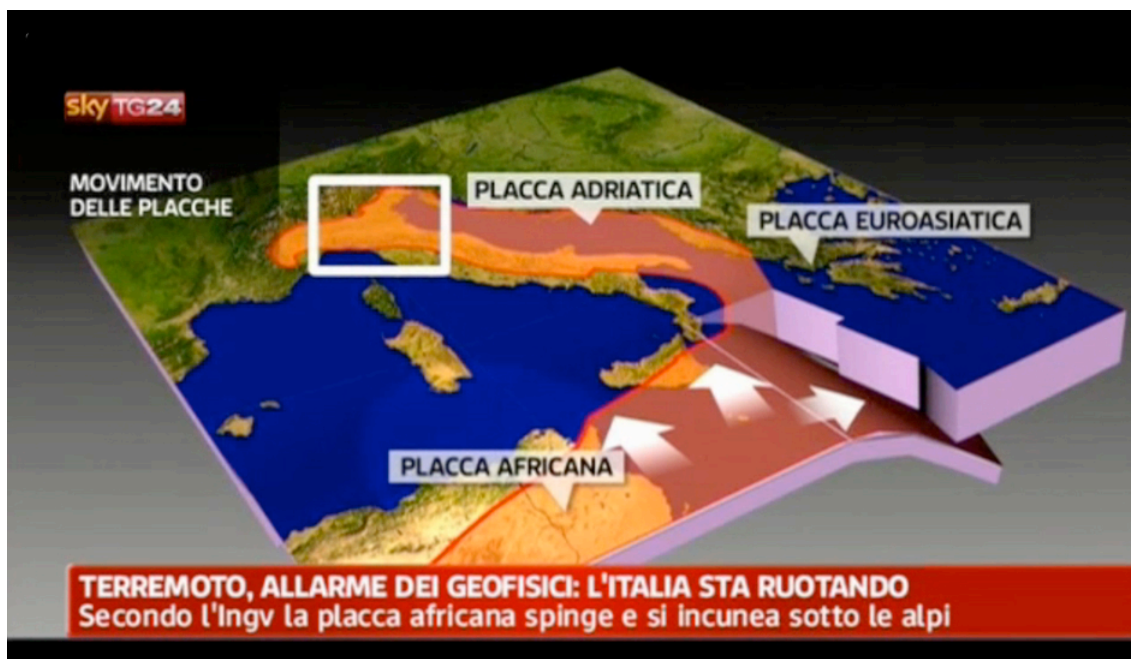 sky TG24
MOVIMENTO
DELLE PLACCHE
PLACCA ADRIATICA
PLACCA EUROASIATICA
PLACCA AFRICANA
TERREMOTO, ALLARME DEI GEOFISICI: L'ITALIA STA RUOTANDO
Secondo l'Ingv la placca africana spinge e si incunea sotto le alpi